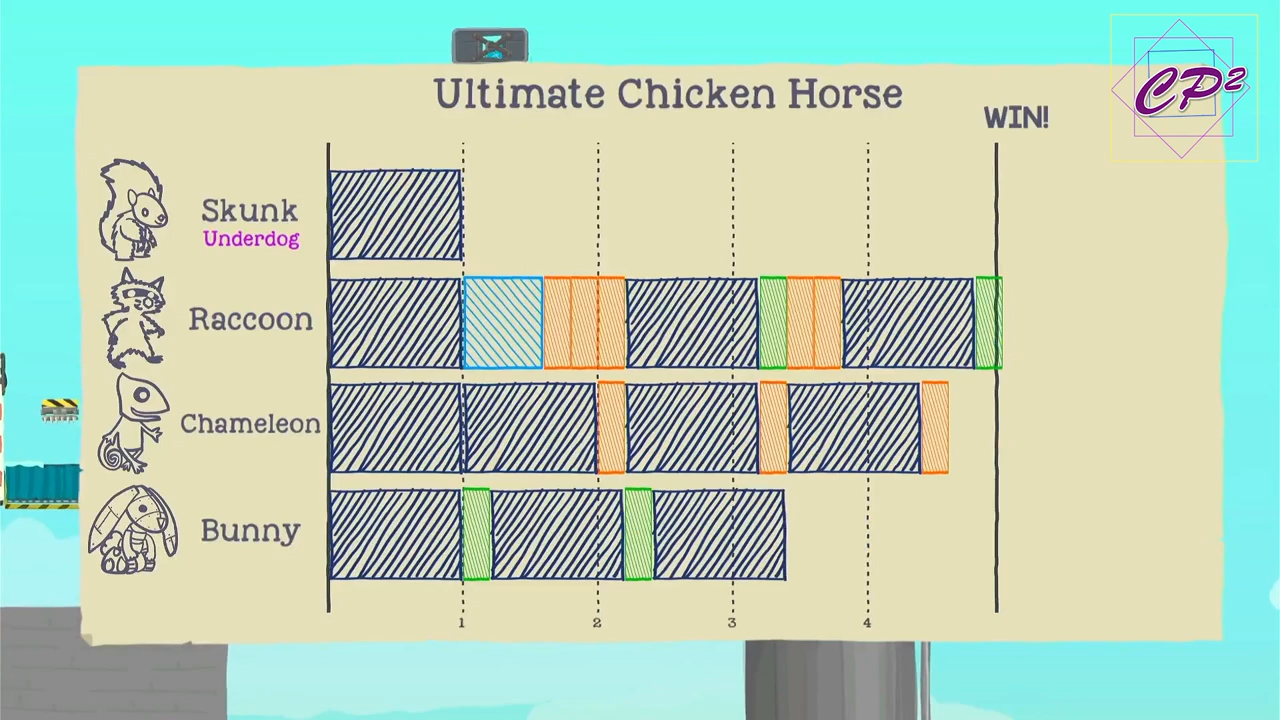 Ultimate Chicken Horse
WIN!
CP2
Skunk
Underdog
Raccoon
Chameleon
Bunny
1 2 3 4